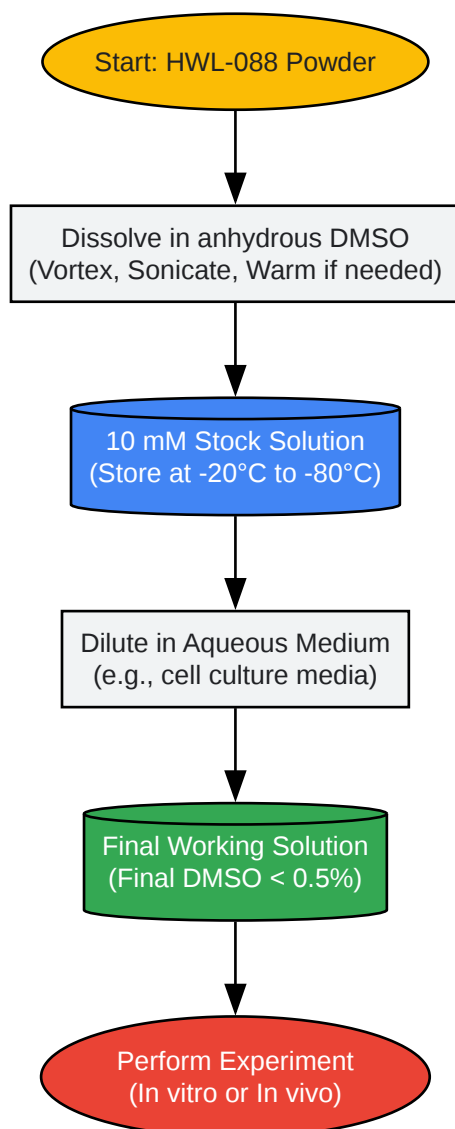 Start: HWL-088 Powder
Dissolve in anhydrous DMSO
(Vortex, Sonicate, Warm if needed)
10 mM Stock Solution
(Store at -20°C to -80°C)
Dilute in Aqueous Medium
(e.g., cell culture media)
Final Working Solution
(Final DMSO < 0.5%)
Perform Experiment
(In vitro or In vivo)